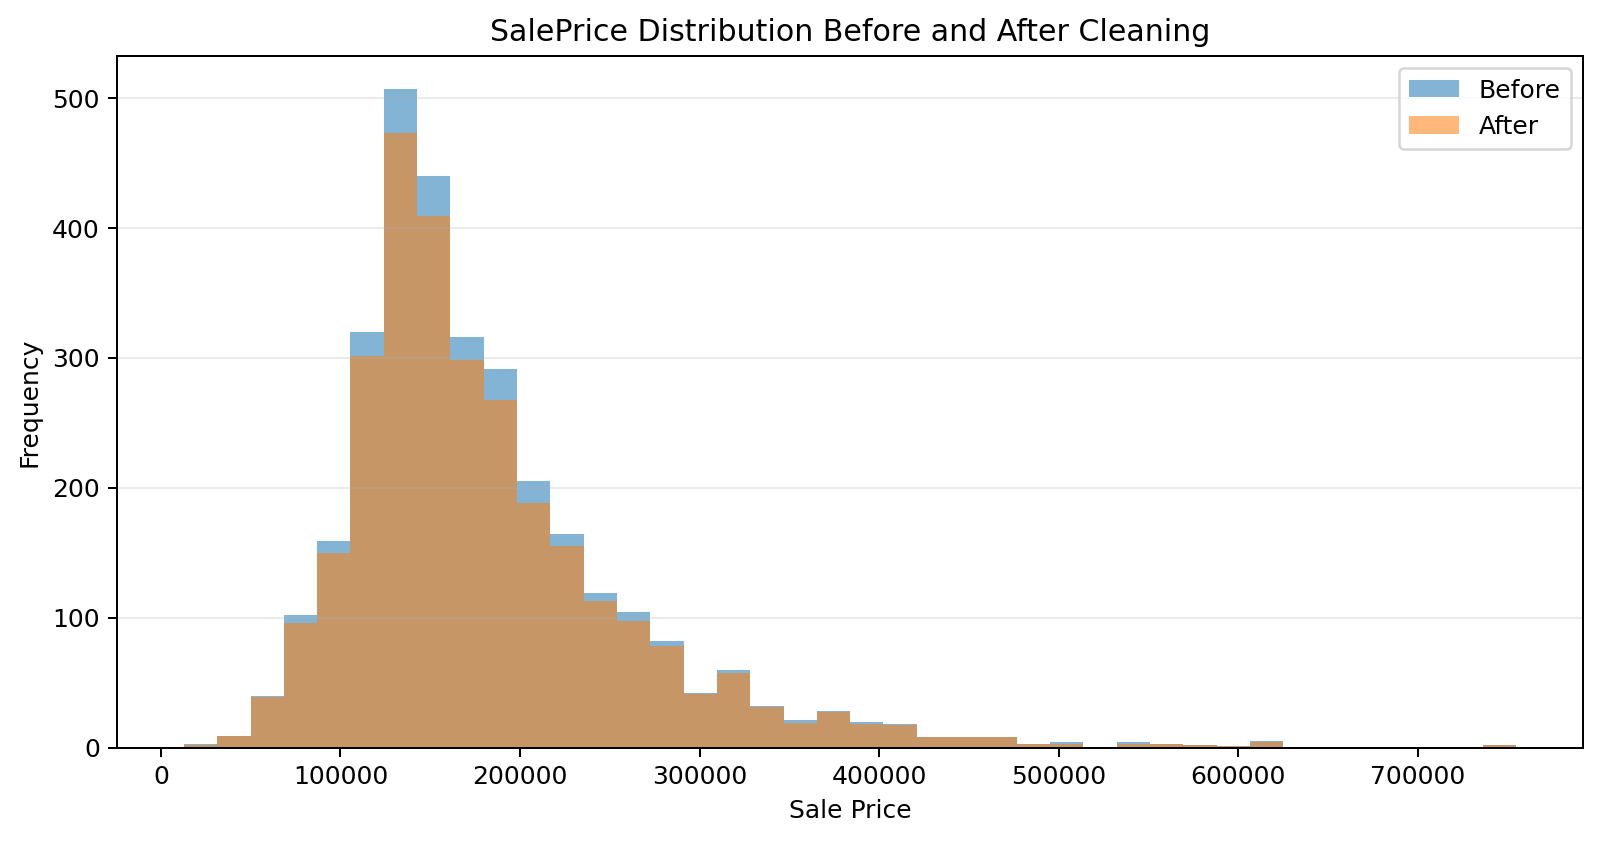 SalePrice Distribution Before and After Cleaning
Before
After
500
400
300
200
100
0
Frequency
0 100000 200000 300000 400000 500000 600000 700000
Sale Price